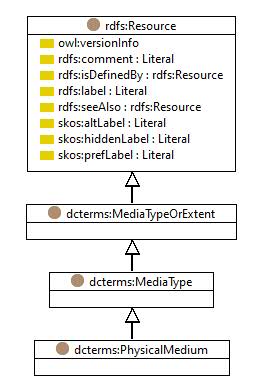 rdfs:Resource
owl:versionInfo
rdfs:comment : Literal
rdfs:isDefinedBy : rdfs:Resource
rdfs:label : Literal
rdfs:seeAlso : rdfs:Resource
skos:altLabel : Literal
skos:hiddenLabel : Literal
skos:prefLabel : Literal
dcterms:MediaTypeOrExtent
dcterms:MediaType
dcterms:PhysicalMedium